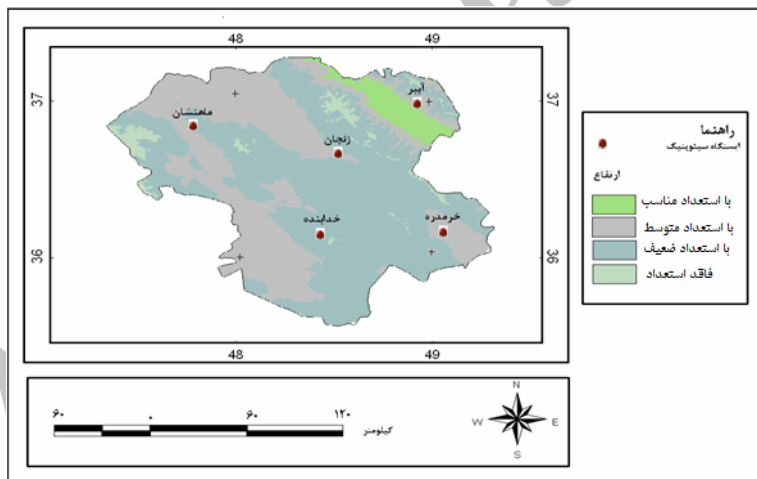 48 49
37 37
آببر
ماهنشان
زنجان
خدابنده
خرمدره
36 36
48 49
راهنما
ایستگاه سینوپتیک
ارتفاع
با استعداد مناسب
با استعداد متوسط
با استعداد ضعیف
فاقد استعداد
۶۰ ۰ ۶۰ ۱۲۰
کیلومتر
N
W E
S